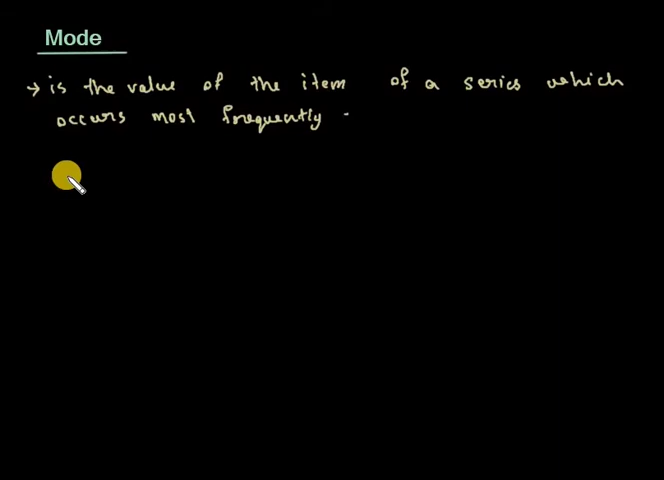 Mode
→ is the value of the item of a series which
occurs most frequently.